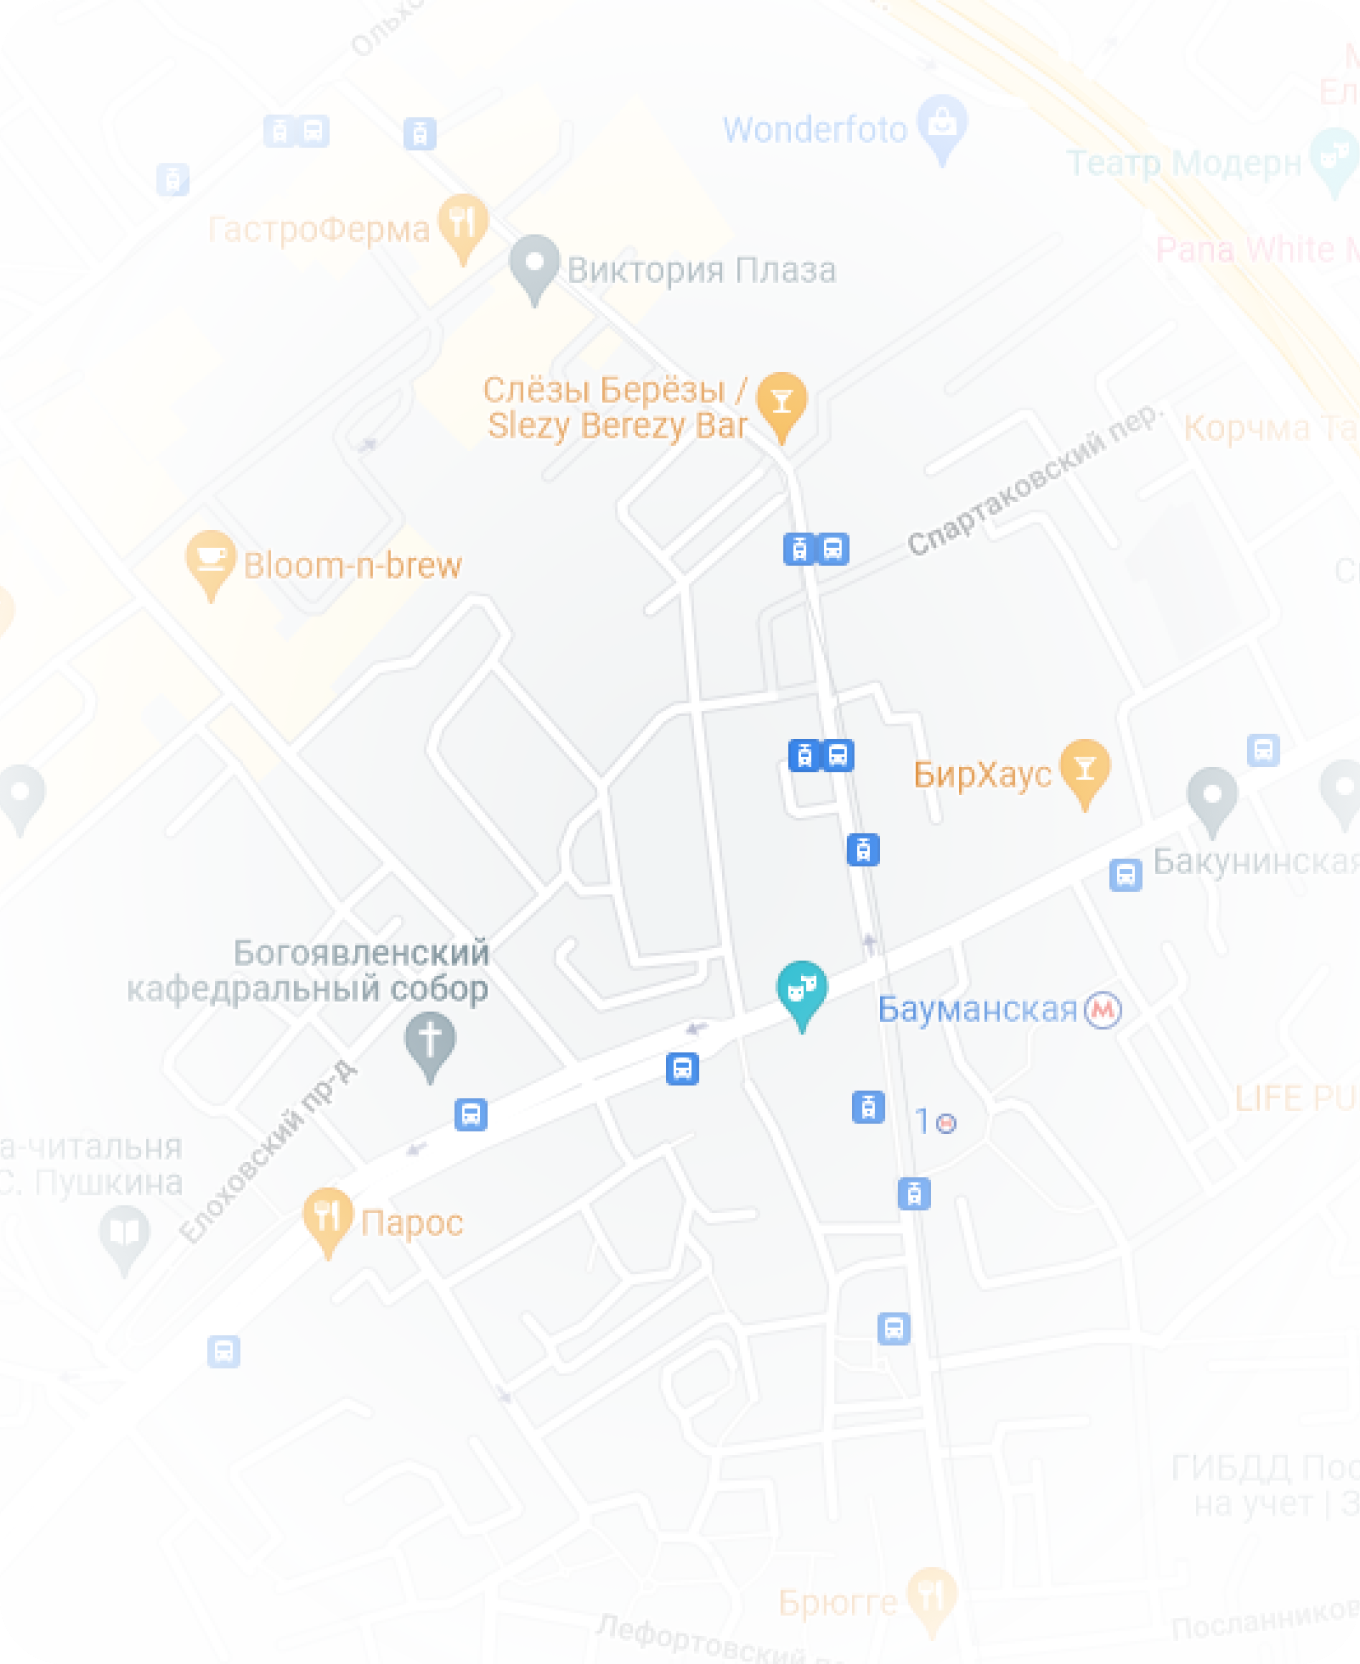 Ольхо
Wonderfoto
М
Ел
Театр Модерн
ГастроФерма
Pana White M
Виктория Плаза
Слёзы Берёзы /
Slezy Berezy Bar
Корчма Та
Спартаковский пер.
Bloom-n-brew
БирХаус
Бакунинская
Богоявленский
кафедральный собор
Бауманская
M
1
Елоховский пр-д
LIFE PU
а-читальня
С. Пушкина
Парос
ГИБДД Пос
на учет | З
Брюгге
Лефортовский
Посланников